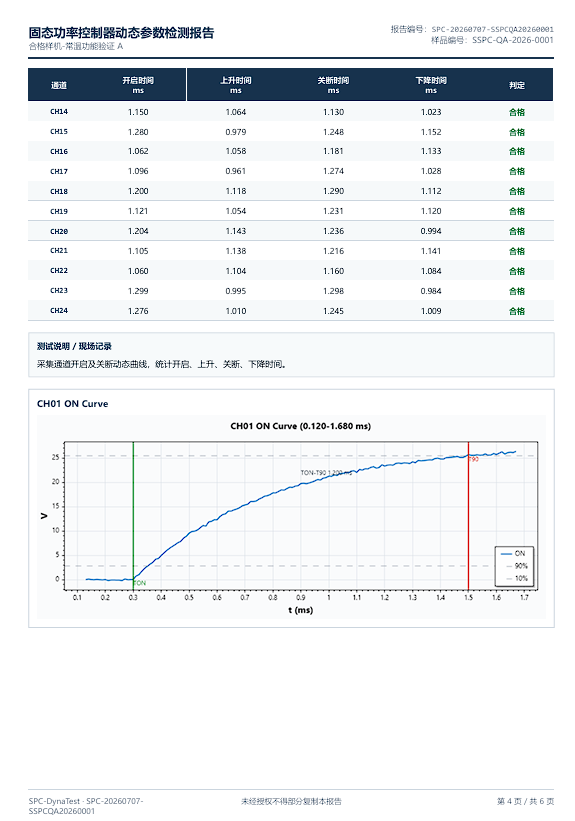 固态功率控制器动态参数检测报告
合格样机-常温功能验证 A
报告编号: SPC-20260707-SSPCQA20260001
样品编号: SSPC-QA-2026-0001
通道 开启时间 ms 上升时间 ms 关断时间 ms 下降时间 ms 判定
CH14 1.150 1.064 1.130 1.023 合格
CH15 1.280 0.979 1.248 1.152 合格
CH16 1.062 1.058 1.181 1.133 合格
CH17 1.096 0.961 1.274 1.028 合格
CH18 1.200 1.118 1.290 1.112 合格
CH19 1.121 1.054 1.231 1.120 合格
CH20 1.204 1.143 1.236 0.994 合格
CH21 1.105 1.138 1.216 1.141 合格
CH22 1.060 1.104 1.160 1.084 合格
CH23 1.299 0.995 1.298 0.984 合格
CH24 1.276 1.010 1.245 1.009 合格
测试说明 / 现场记录
采集通道开启及关断动态曲线，统计开启、上升、关断、下降时间。
CH01 ON Curve
CH01 ON Curve (0.120-1.680 ms)
25
20
15
10
5
0
V
TON-T90 1.200 ms
T90
TON
ON
90%
10%
0.1 0.2 0.3 0.4 0.5 0.6 0.7 0.8 0.9 1 1.1 1.2 1.3 1.4 1.5 1.6 1.7
t (ms)
SPC-DynaTest · SPC-20260707-
SSPCQA20260001
未经授权不得部分复制本报告
第 4 页 / 共 6 页